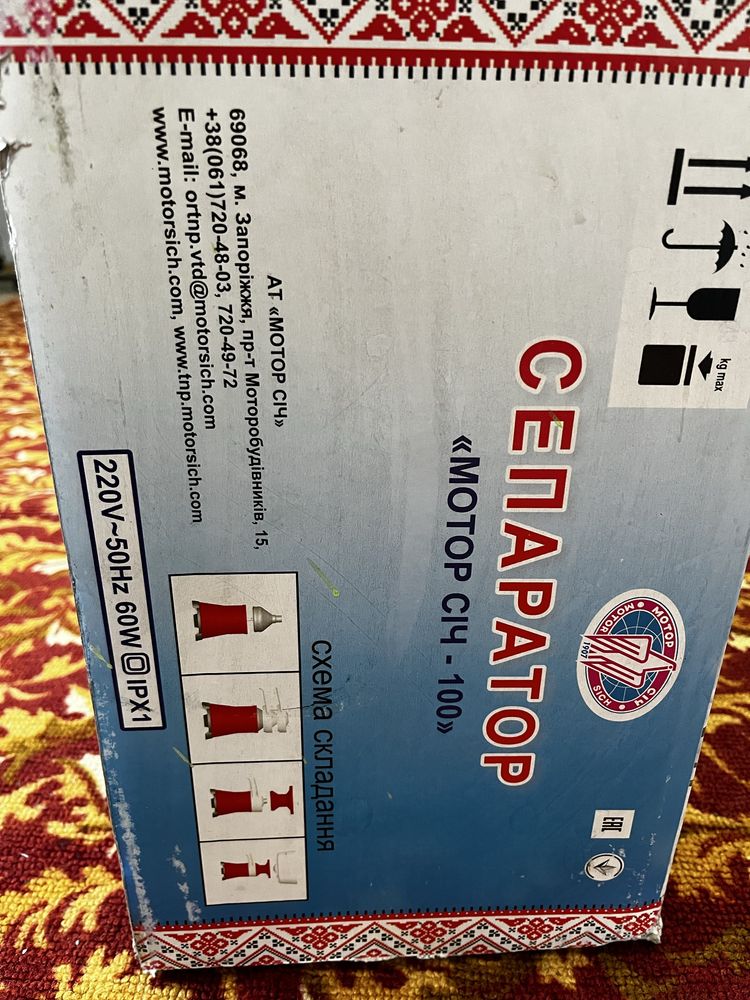 kg max
МОТОР СІЧ
MOTOR SICH
1907
EAC
СЕПАРАТОР
«МОТОР СІЧ - 100»
схема складання
АТ «МОТОР СІЧ»
69068, м. Запоріжжя, пр-т Моторобудівників, 15,
+38(061)720-48-03, 720-49-72
E-mail: ortnp.vtd@motorsich.com
www.motorsich.com, www.tnp.motorsich.com
220V~50Hz 60W IPX1